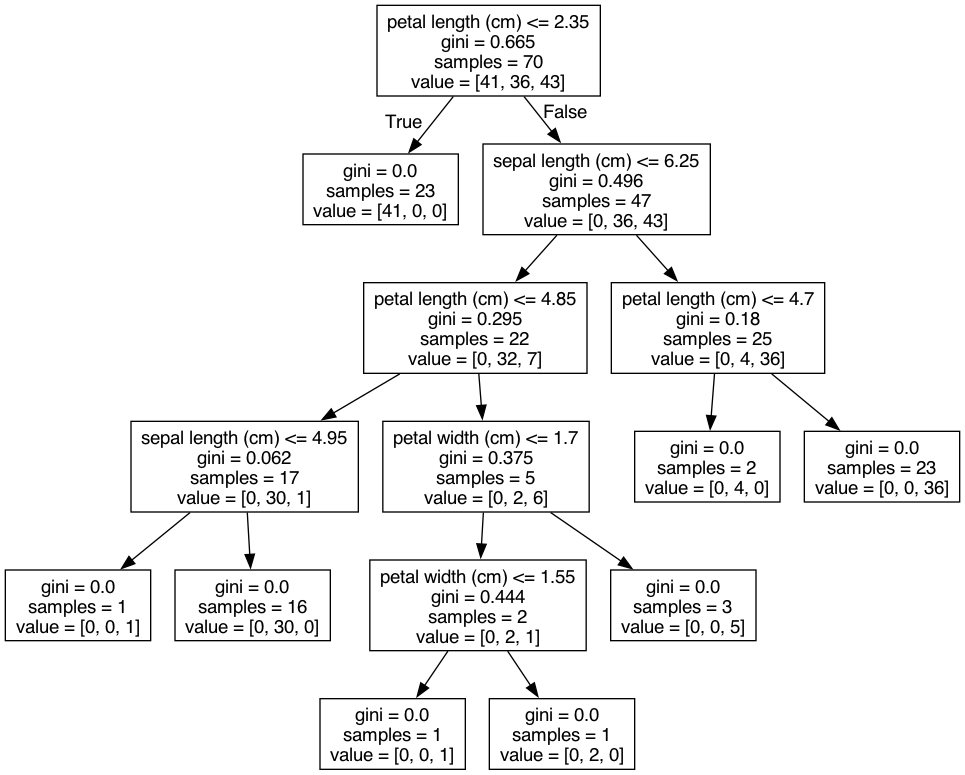 petal length (cm) <= 2.35
gini = 0.665
samples = 70
value = [41, 36, 43]
True
False
gini = 0.0
samples = 23
value = [41, 0, 0]
sepal length (cm) <= 6.25
gini = 0.496
samples = 47
value = [0, 36, 43]
petal length (cm) <= 4.85
gini = 0.295
samples = 22
value = [0, 32, 7]
petal length (cm) <= 4.7
gini = 0.18
samples = 25
value = [0, 4, 36]
sepal length (cm) <= 4.95
gini = 0.062
samples = 17
value = [0, 30, 1]
petal width (cm) <= 1.7
gini = 0.375
samples = 5
value = [0, 2, 6]
gini = 0.0
samples = 2
value = [0, 4, 0]
gini = 0.0
samples = 23
value = [0, 0, 36]
gini = 0.0
samples = 1
value = [0, 0, 1]
gini = 0.0
samples = 16
value = [0, 30, 0]
petal width (cm) <= 1.55
gini = 0.444
samples = 2
value = [0, 2, 1]
gini = 0.0
samples = 3
value = [0, 0, 5]
gini = 0.0
samples = 1
value = [0, 0, 1]
gini = 0.0
samples = 1
value = [0, 2, 0]